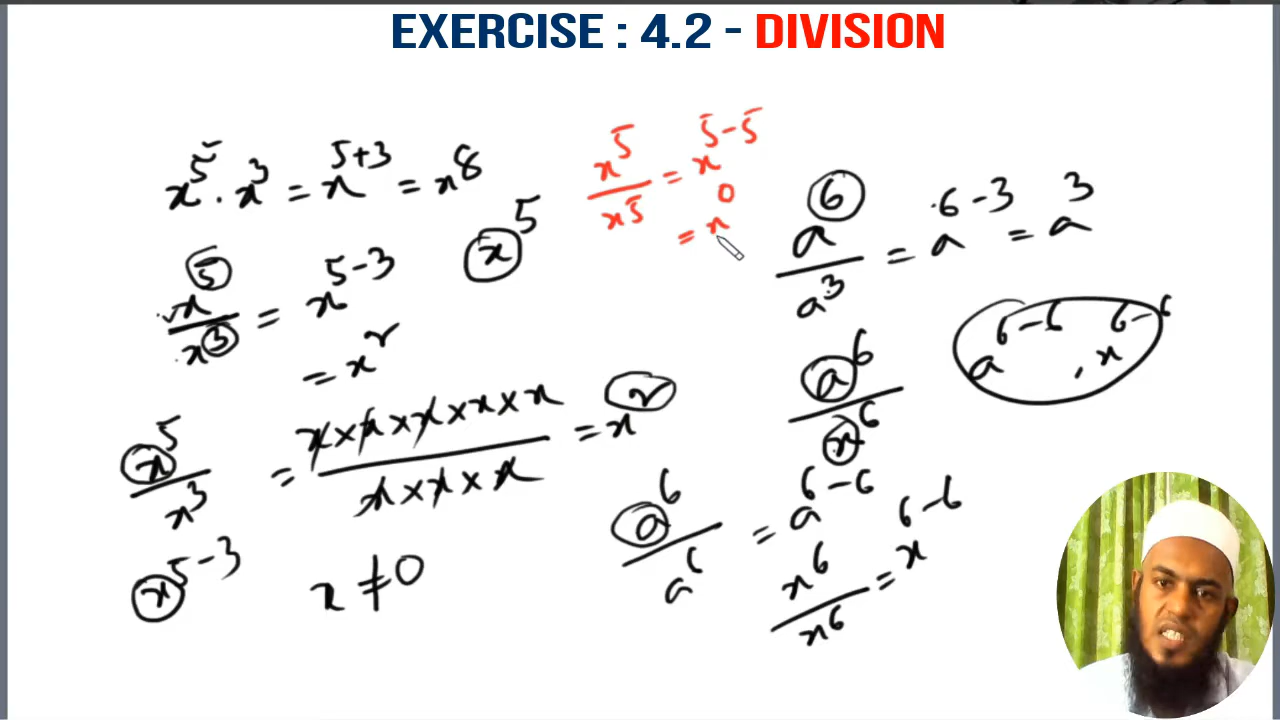 EXERCISE : 4.2 - DIVISION
x⁵ · x³ = x⁵⁺³ = x⁸
x⁵/x³ = x⁵⁻³
= x²
x⁵
x⁵/x³ = x×x×x×x×x / x×x×x = x²
x⁵⁻³
x ≠ 0
x⁵/x⁵ = x⁵⁻⁵
= x⁰
a⁶/a³ = a⁶⁻³ = a³
a⁶⁻⁶, x⁶⁻⁶
a⁶/x⁶
a⁶/a⁶ = a⁶⁻⁶
x⁶/x⁶ = x⁶⁻⁶